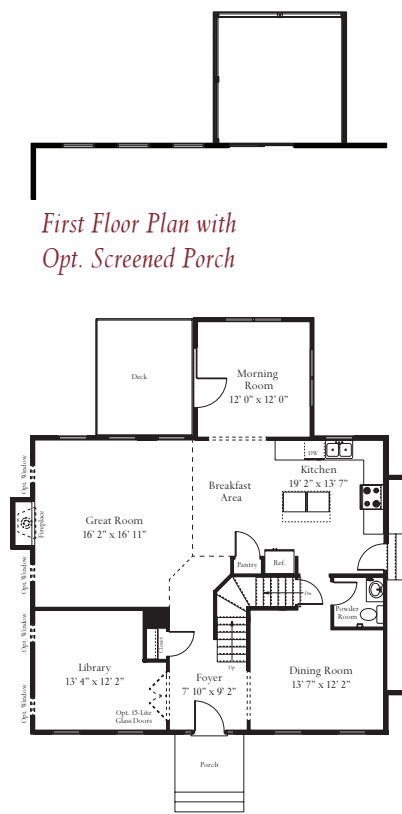 First Floor Plan with
Opt. Screened Porch
Deck
Morning
Room
12' 0" x 12' 0"
Opt. Window
DW
Kitchen
19' 2" x 13' 7"
Breakfast
Area
Great Room
16' 2" x 16' 11"
Fireplace
Opt. Window
Pantry
Ref.
Dn.
Powder
Room
Opt. Window
Closet
Up
Library
13' 4" x 12' 2"
Foyer
7' 10" x 9' 2"
Dining Room
13' 7" x 12' 2"
Opt. Window
Opt. 15-Lite
Glass Doors
Porch